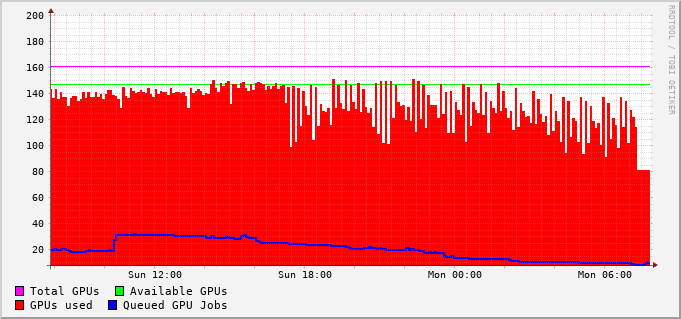 200
180
160
140
120
100
80
60
40
20
Sun 12:00 Sun 18:00 Mon 00:00 Mon 06:00
Total GPUs Available GPUs
GPUs used Queued GPU Jobs
RRDTOOL / TOBI OETIKER